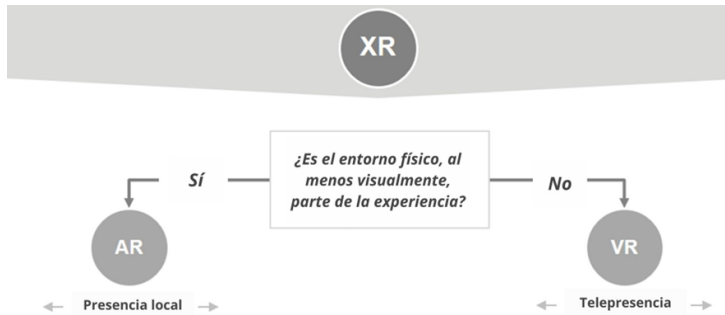 XR
¿Es el entorno físico, al
menos visualmente,
parte de la experiencia?
Sí
No
AR
VR
Presencia local
Telepresencia